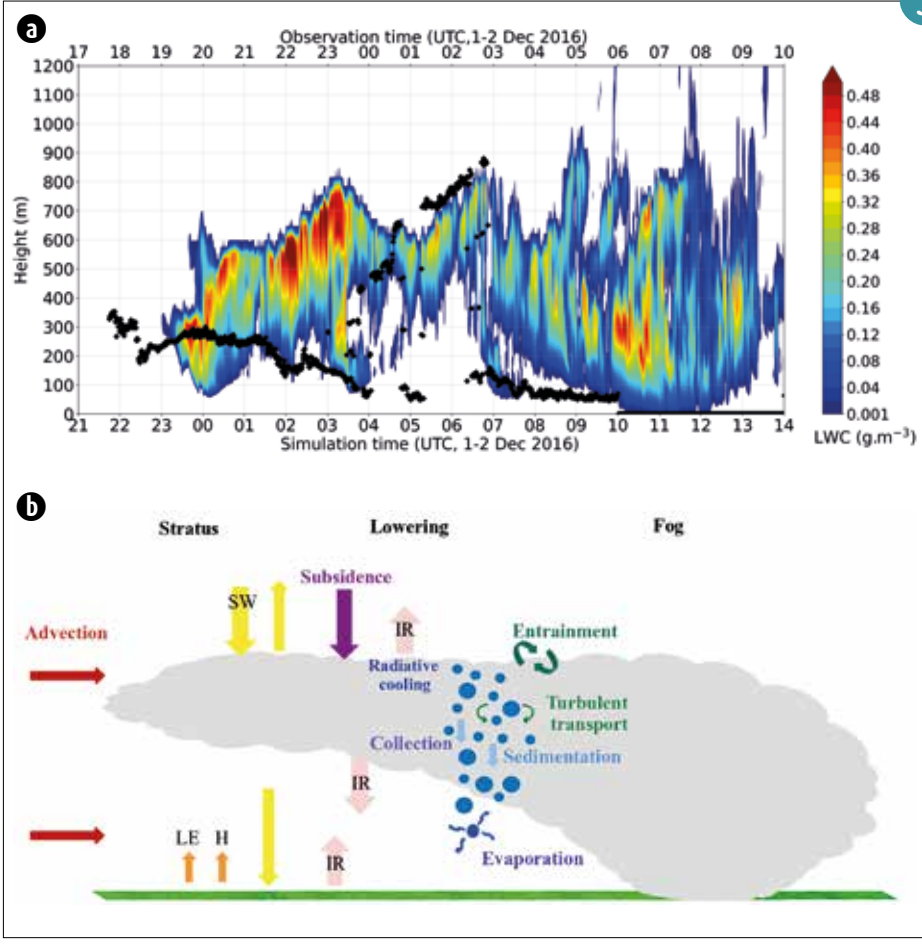 a
Observation time (UTC,1-2 Dec 2016)
17 18 19 20 21 22 23 00 01 02 03 04 05 06 07 08 09 10
1200
1100
1000
900
800
700
600
500
400
300
200
100
0
Height (m)
21 22 23 00 01 02 03 04 05 06 07 08 09 10 11 12 13 14
Simulation time (UTC, 1-2 Dec 2016)
0.48
0.44
0.40
0.36
0.32
0.28
0.24
0.20
0.16
0.12
0.08
0.04
0.001
LWC (g.m⁻³)
b
Stratus Lowering Fog
Subsidence
SW
Advection
IR
Entrainment
Radiative
cooling
Turbulent
transport
Collection
Sedimentation
IR
LE H
IR
Evaporation